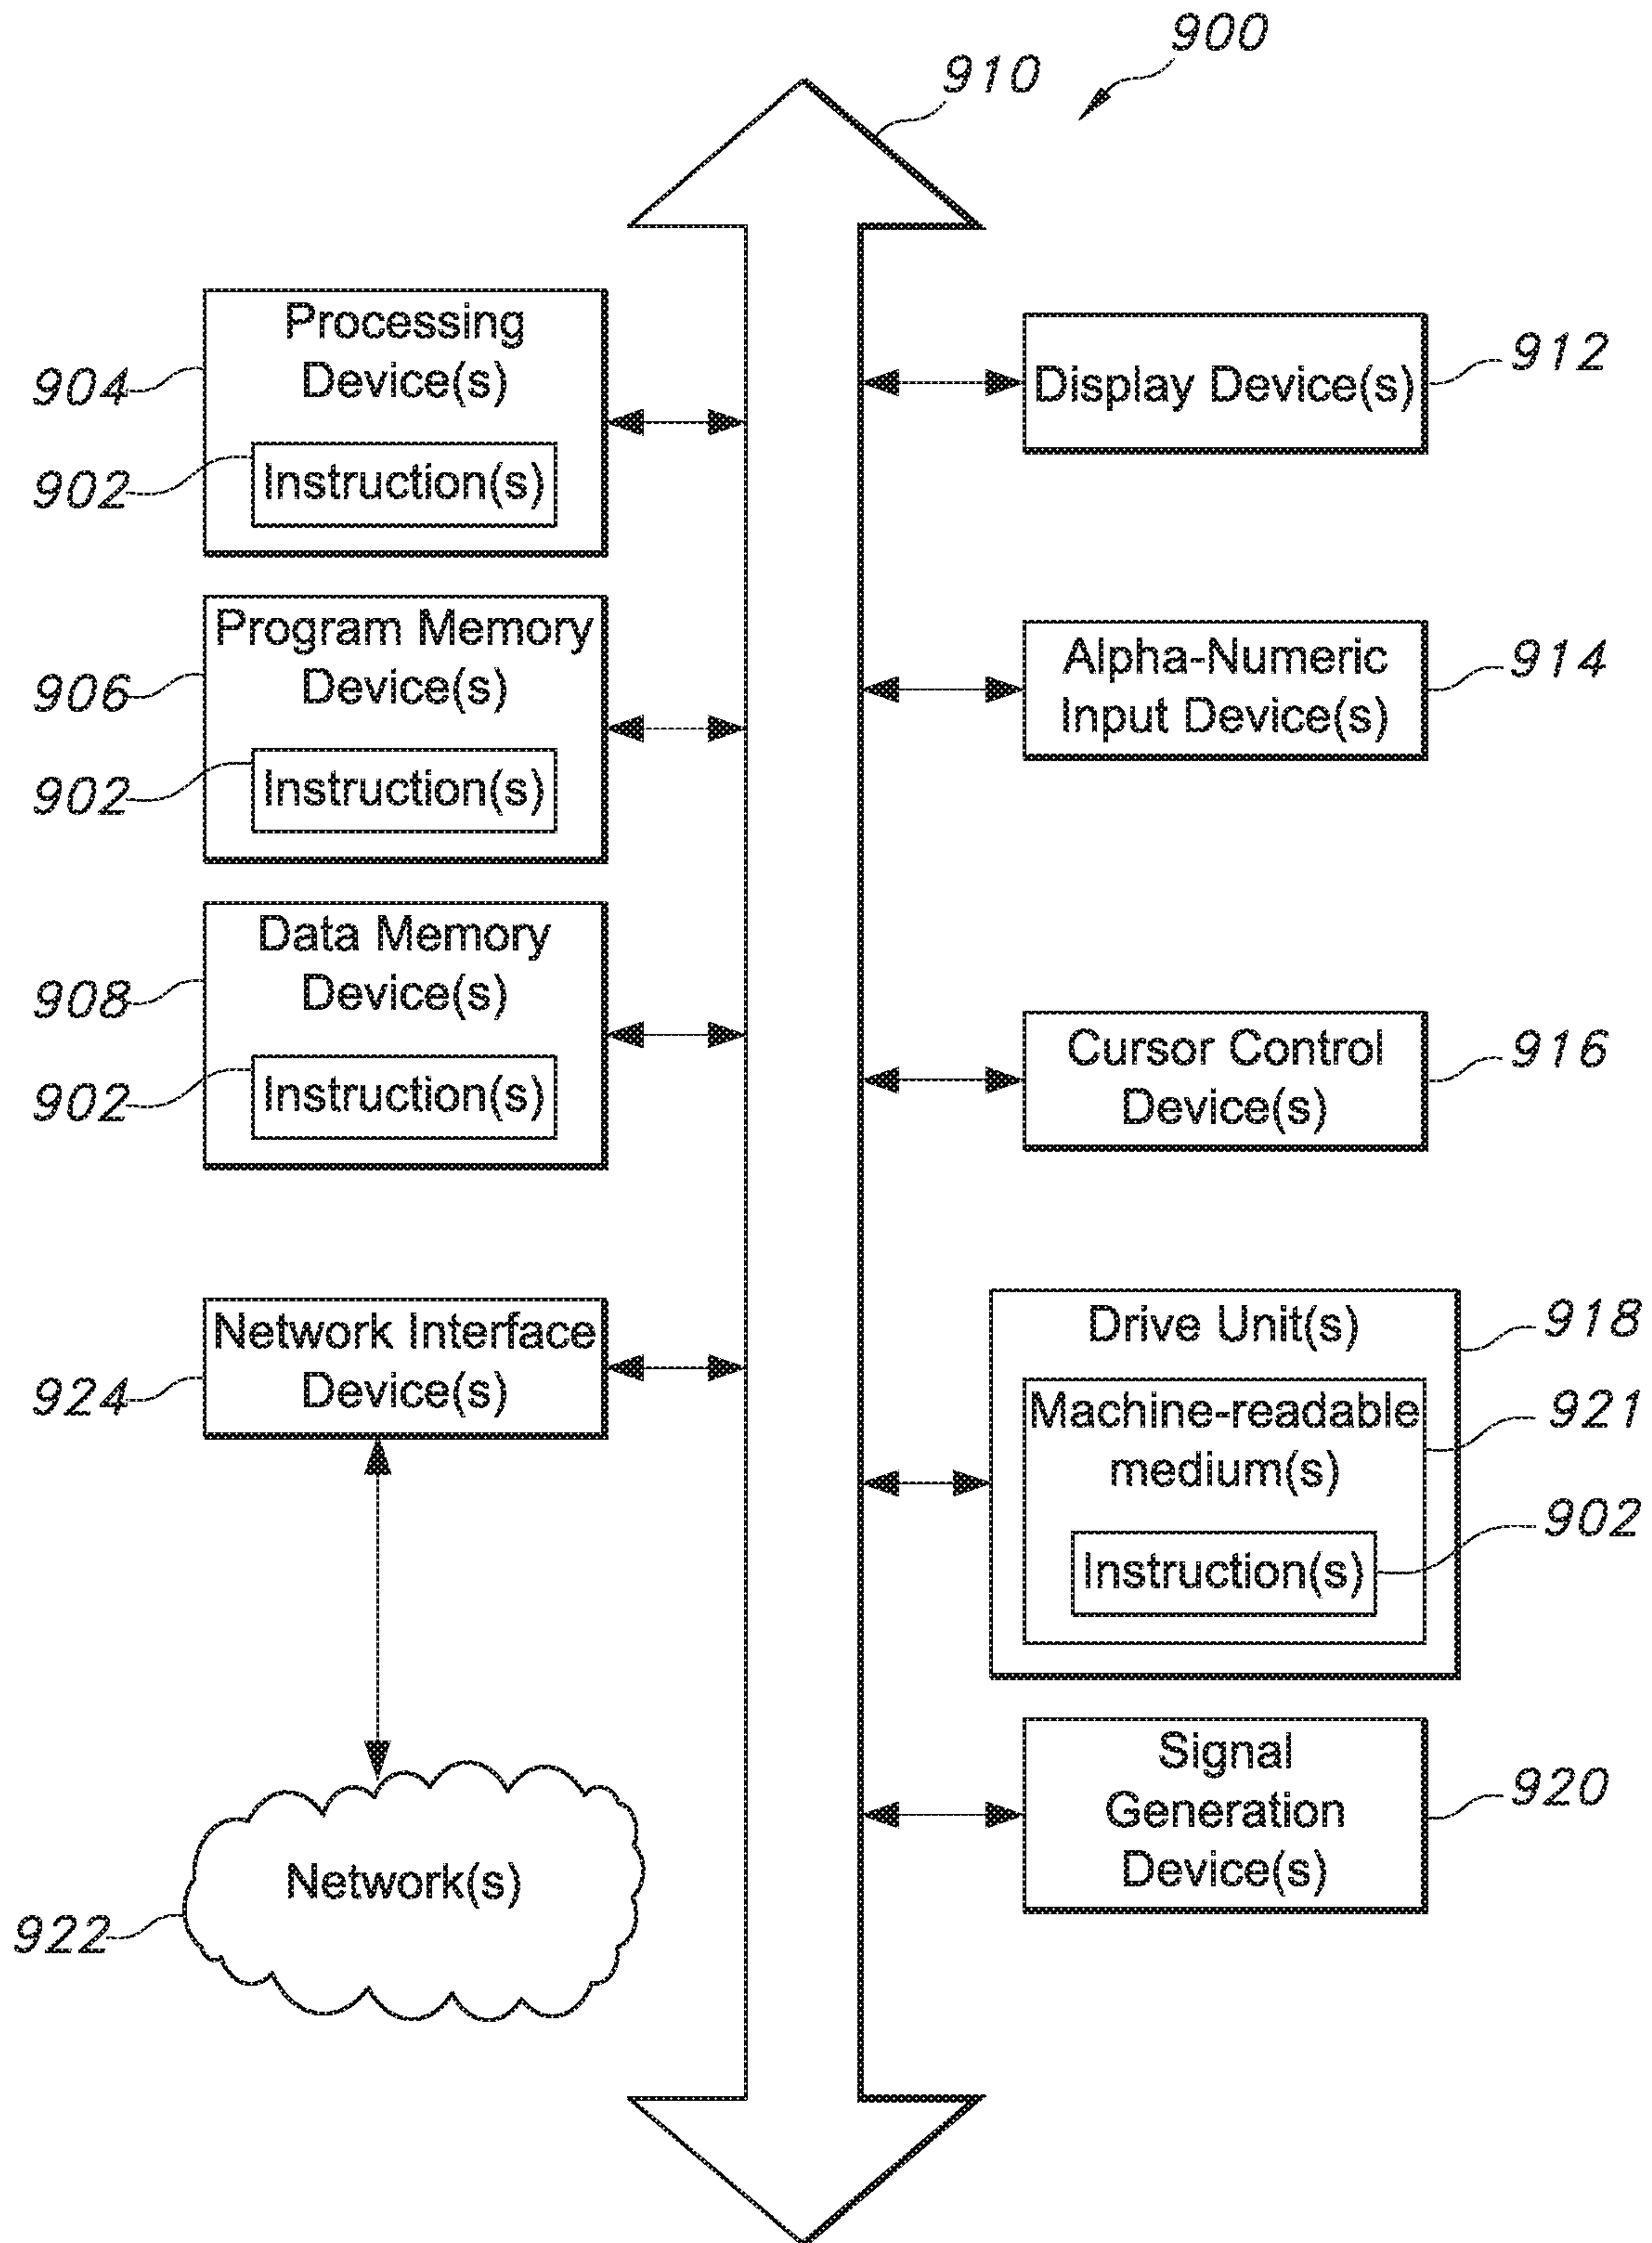 900
910
Processing
Device(s)
904
902
Instruction(s)
Program Memory
Device(s)
906
902
Instruction(s)
Data Memory
Device(s)
908
902
Instruction(s)
Network Interface
Device(s)
924
Network(s)
922
Display Device(s)
912
Alpha-Numeric
Input Device(s)
914
Cursor Control
Device(s)
916
Drive Unit(s)
918
Machine-readable
medium(s)
921
902
Instruction(s)
Signal
Generation
Device(s)
920